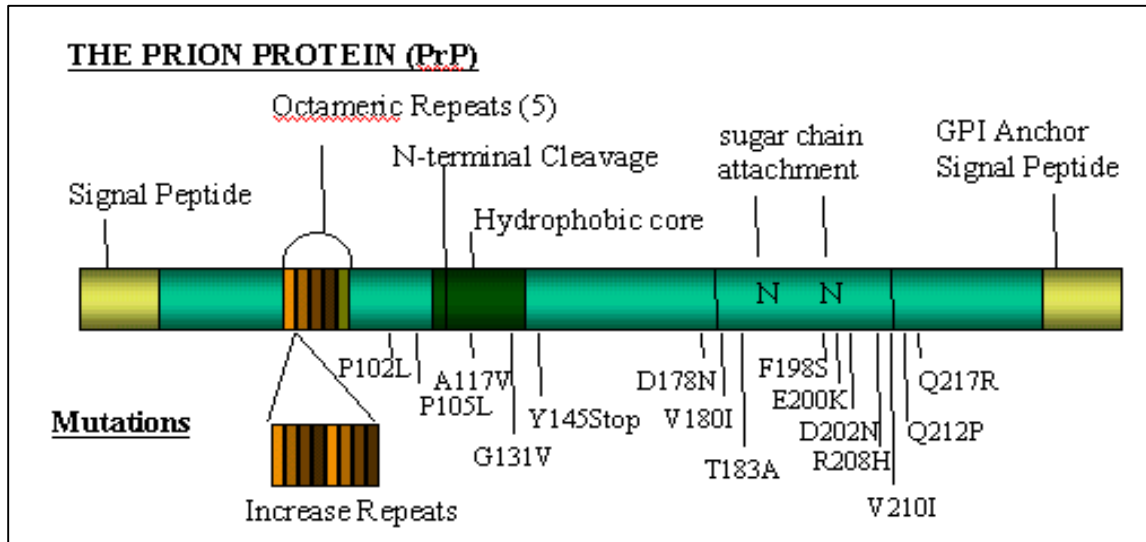 THE PRION PROTEIN (PrP)
Octameric Repeats (5)
N-terminal Cleavage
sugar chain
attachment
GPI Anchor
Signal Peptide
Signal Peptide
Hydrophobic core
N
N
P102L
A117V
P105L
D178N
F198S
Q217R
E200K
Mutations
Y145Stop
V180I
D202N
Q212P
G131V
T183A
R208H
V210I
Increase Repeats